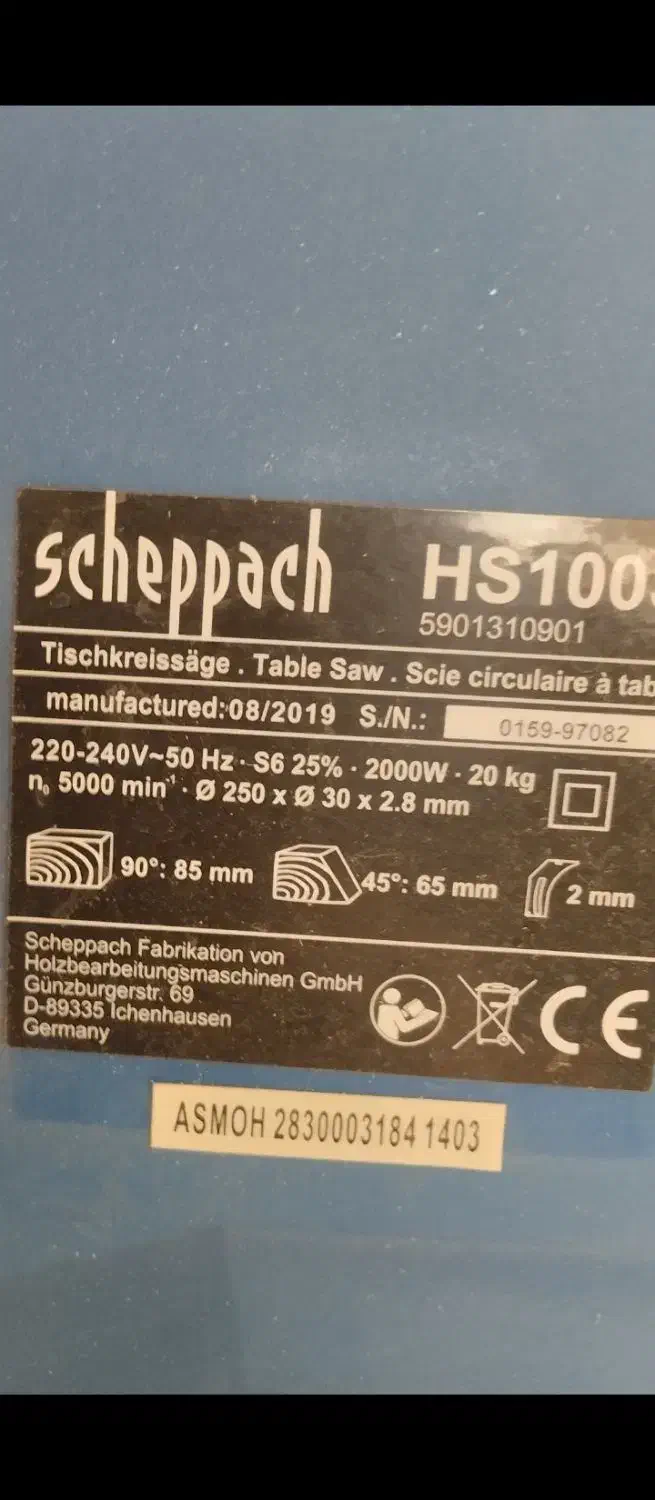 scheppach
HS100
5901310901
Tischkreissäge . Table Saw . Scie circulaire à tab
manufactured:08/2019 S./N.: 0159-97082
220-240V~50 Hz · S6 25% · 2000W · 20 kg
n₀ 5000 min⁻¹ · Ø 250 x Ø 30 x 2.8 mm
90°: 85 mm
45°: 65 mm
2 mm
Scheppach Fabrikation von
Holzbearbeitungsmaschinen GmbH
Günzburgerstr. 69
D-89335 Ichenhausen
Germany
CE
ASMOH 2830003184 1403